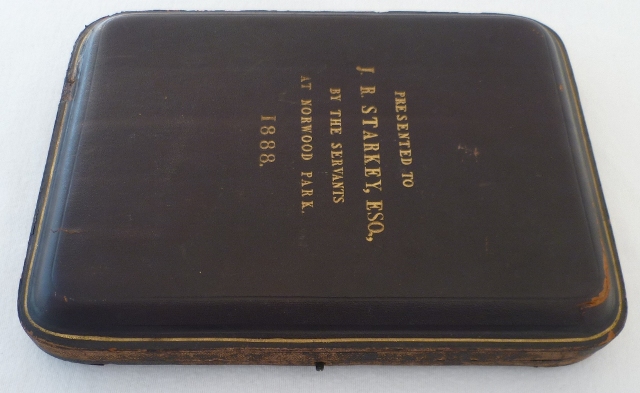 PRESENTED TO
J. R. STARKEY, ESQ.,
BY THE SERVANTS
AT NORWOOD PARK.
1888.